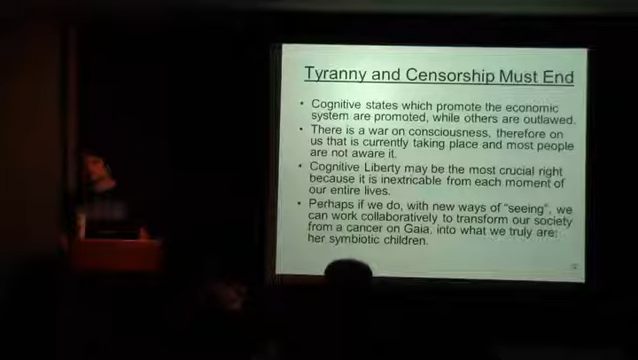 Tyranny and Censorship Must End
• Cognitive states which promote the economic
system are promoted, while others are outlawed.
• There is a war on consciousness, therefore on
us that is currently taking place and most people
are not aware it.
• Cognitive Liberty may be the most crucial right
because it is inextricable from each moment of
our entire lives.
• Perhaps if we do, with new ways of "seeing", we
can work collaboratively to transform our society
from a cancer on Gaia, into what we truly are:
her symbiotic children.